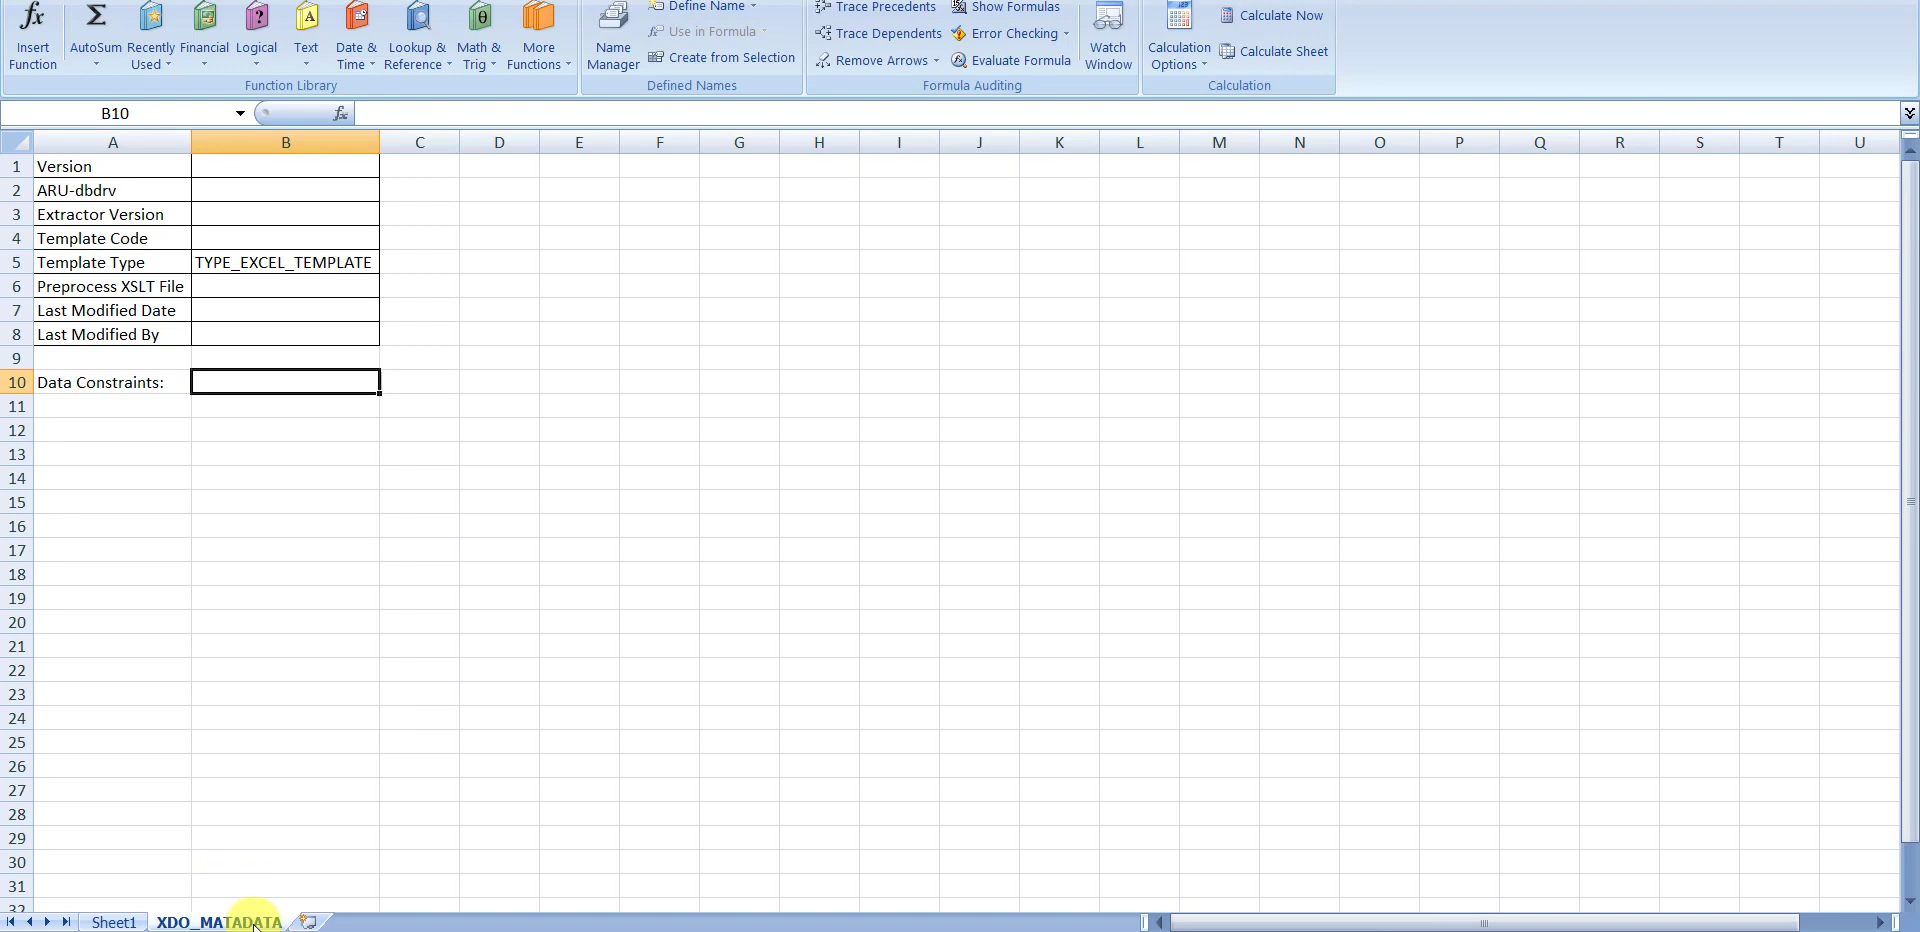 Insert Function
AutoSum
Recently Used
Financial
Logical
Text
Date & Time
Lookup & Reference
Math & Trig
More Functions
Function Library
Name Manager
Define Name
Use in Formula
Create from Selection
Defined Names
Trace Precedents
Trace Dependents
Remove Arrows
Show Formulas
Error Checking
Evaluate Formula
Formula Auditing
Watch Window
Calculation Options
Calculate Now
Calculate Sheet
Calculation
B10
fx
A B C D E F G H I J K L M N O P Q R S T U
1 Version
2 ARU-dbdrv
3 Extractor Version
4 Template Code
5 Template Type TYPE_EXCEL_TEMPLATE
6 Preprocess XSLT File
7 Last Modified Date
8 Last Modified By
9
10 Data Constraints:
11
12
13
14
15
16
17
18
19
20
21
22
23
24
25
26
27
28
29
30
31
32
Sheet1 XDO_MATADATA